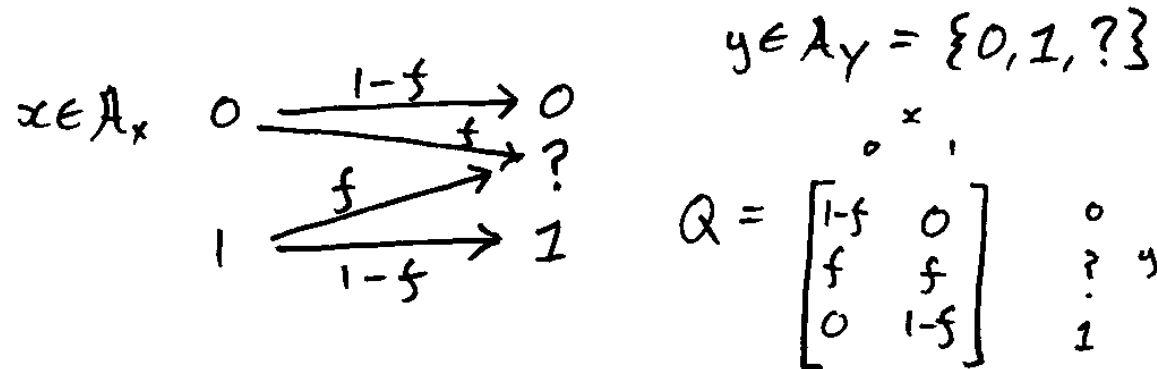 y ∈ A_Y = {0, 1, ?}
x ∈ A_x 0 1-f 0
f ?
f
1 1-f 1
x
0 1
Q = [1-f 0] 0
[f f] ? y
[0 1-f] 1